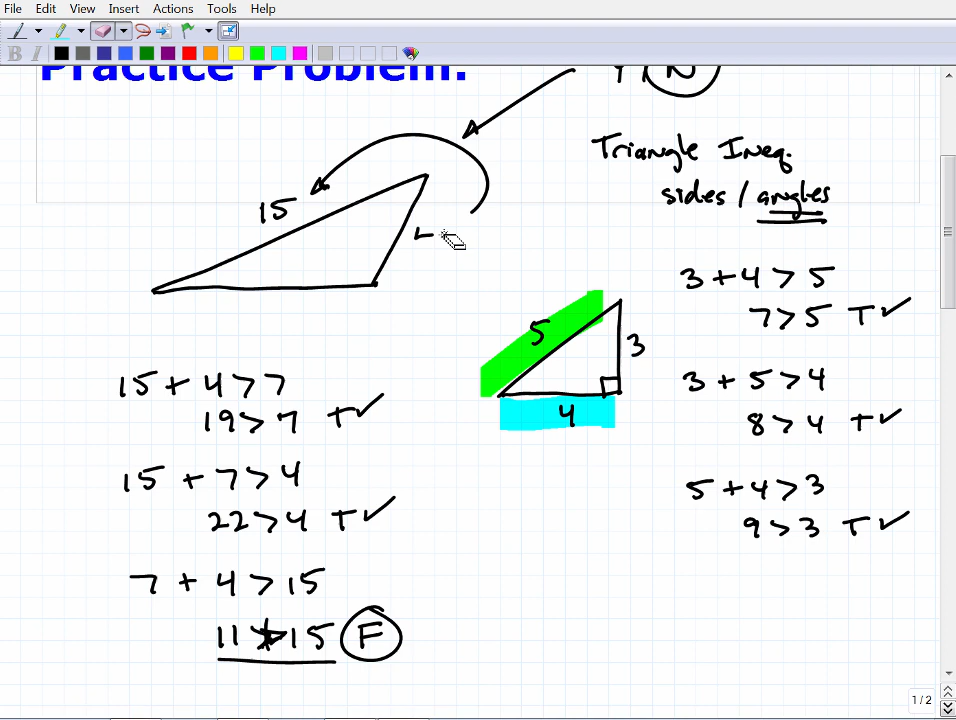 File Edit View Insert Actions Tools Help
B I
Practice Problem:
Y / N
Triangle Ineq.
sides / angles
15
3 + 4 > 5
7 > 5 T ✓
5
3
4
3 + 5 > 4
8 > 4 T ✓
5 + 4 > 3
9 > 3 T ✓
15 + 4 > 7
19 > 7 T ✓
15 + 7 > 4
22 > 4 T ✓
7 + 4 > 15
11 ≯ 15 F
1 / 2